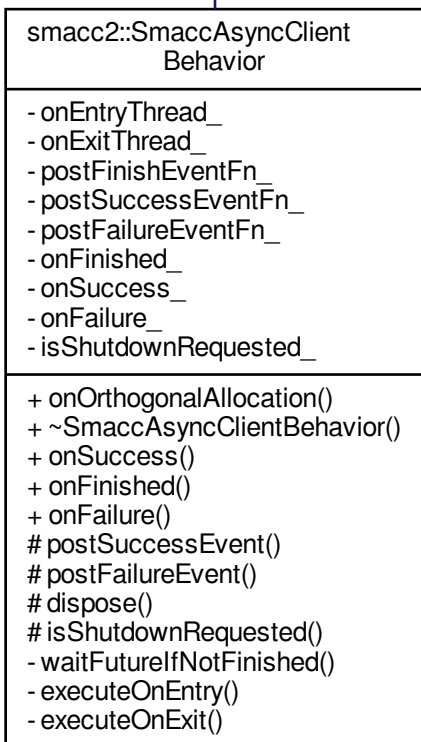 smacc2::SmaccAsyncClient
Behavior
- onEntryThread_
- onExitThread_
- postFinishEventFn_
- postSuccessEventFn_
- postFailureEventFn_
- onFinished_
- onSuccess_
- onFailure_
- isShutdownRequested_
+ onOrthogonalAllocation()
+ ~SmaccAsyncClientBehavior()
+ onSuccess()
+ onFinished()
+ onFailure()
# postSuccessEvent()
# postFailureEvent()
# dispose()
# isShutdownRequested()
- waitFutureIfNotFinished()
- executeOnEntry()
- executeOnExit()